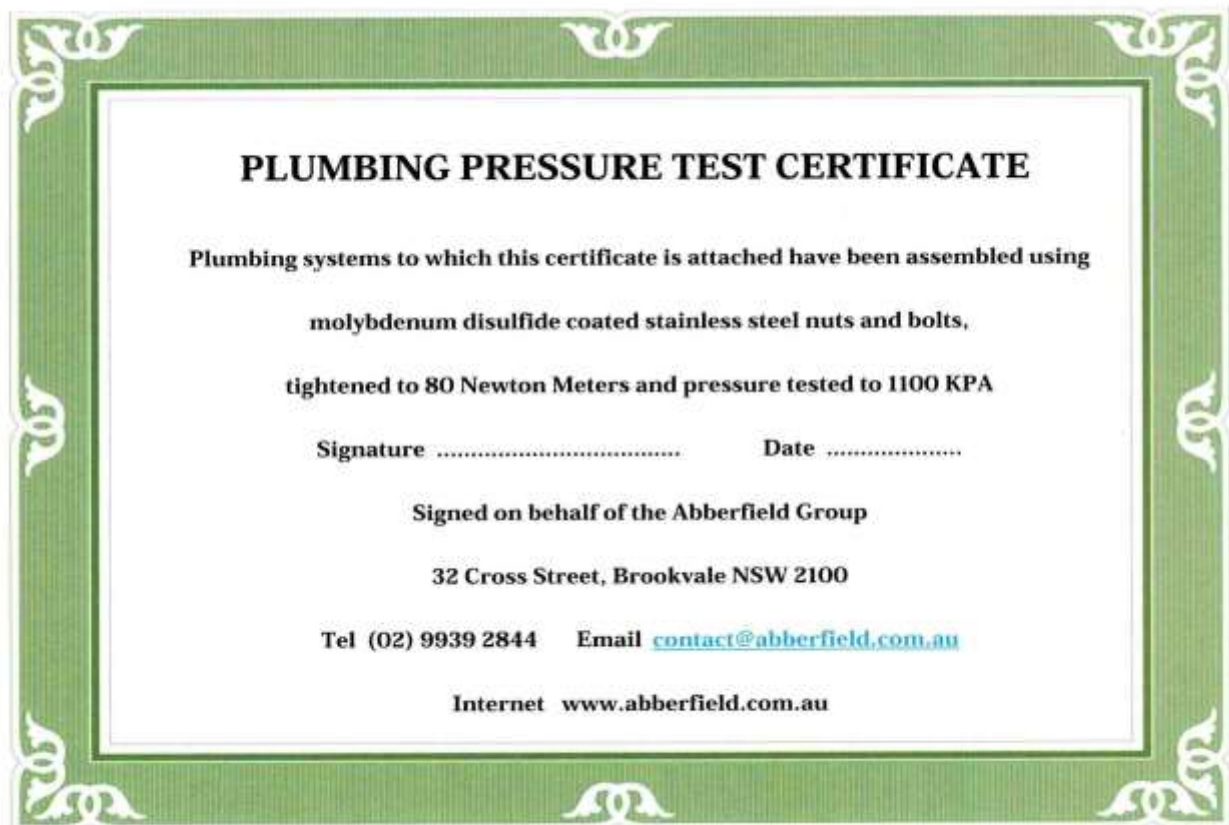 PLUMBING PRESSURE TEST CERTIFICATE
Plumbing systems to which this certificate is attached have been assembled using
molybdenum disulfide coated stainless steel nuts and bolts,
tightened to 80 Newton Meters and pressure tested to 1100 KPA
Signature ................................... Date ....................
Signed on behalf of the Abberfield Group
32 Cross Street, Brookvale NSW 2100
Tel (02) 9939 2844 Email contact@abberfield.com.au
Internet www.abberfield.com.au